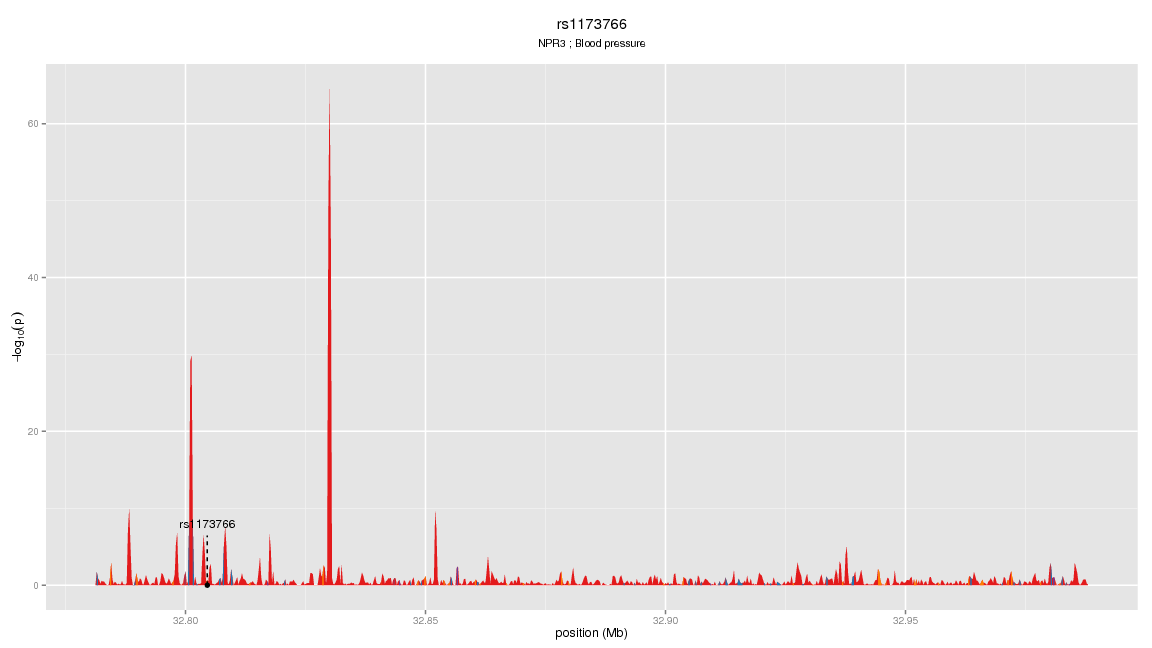 rs1173766
NPR3 ; Blood pressure
60
40
20
0
−log10(p)
rs1173766
32.80
32.85
32.90
32.95
position (Mb)